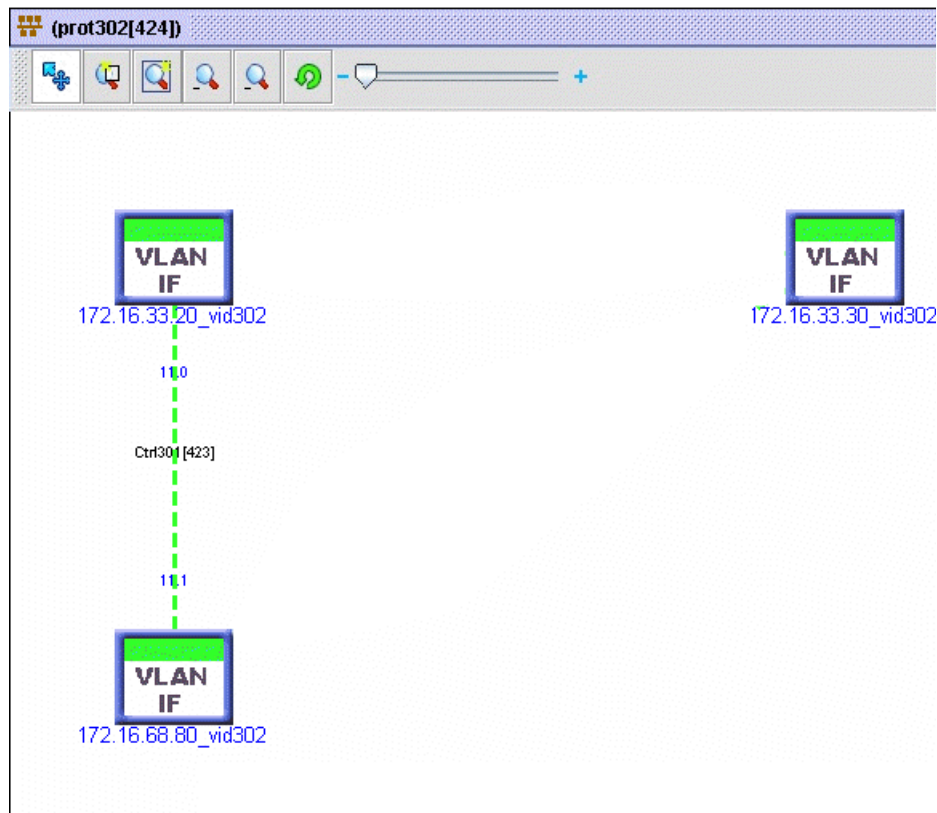 (prot302[424])
VLAN
IF
172.16.33.20_vid302
VLAN
IF
172.16.33.30_vid302
11.0
Ctrl301[423]
11.1
VLAN
IF
172.16.68.80_vid302